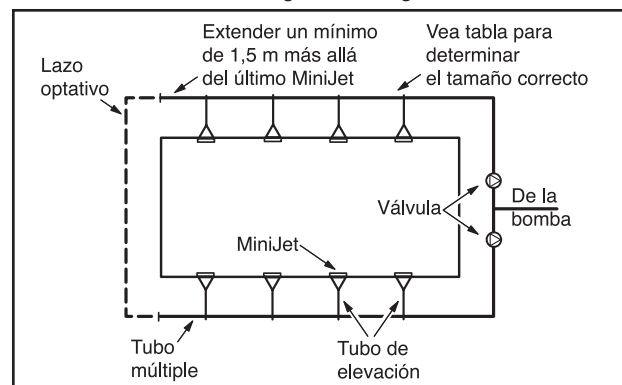 Extender un mínimo
de 1,5 m más allá
del último MiniJet
Vea tabla para
determinar
el tamaño correcto
Lazo
optativo
Válvula
De la
bomba
MiniJet
Tubo
múltiple
Tubo de
elevación